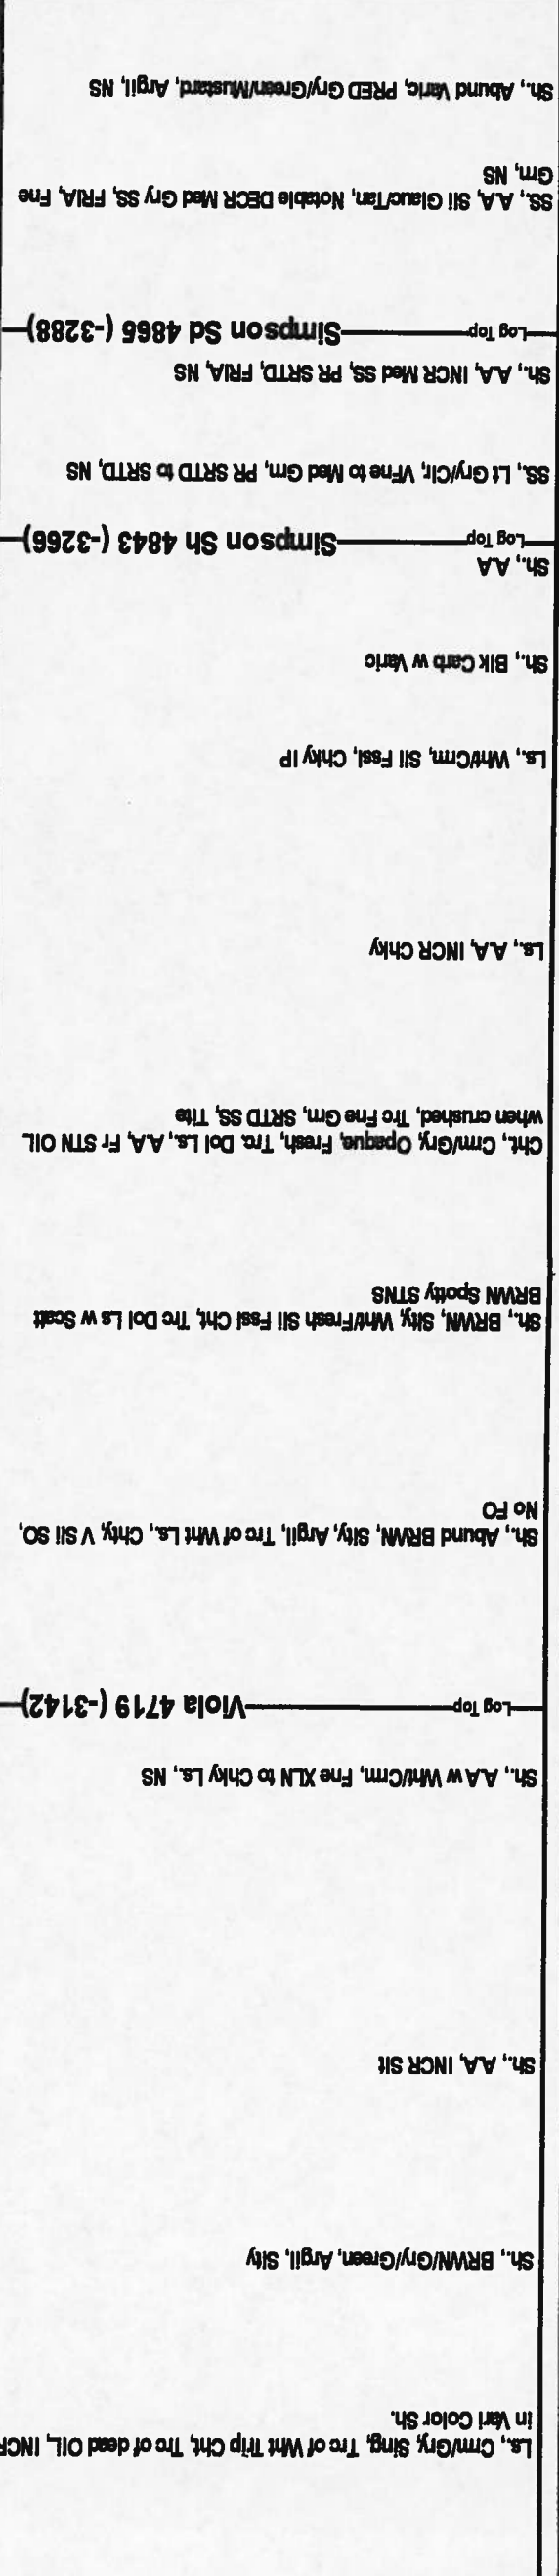 Ls., Crm/Gry, Sing, Trc of Wht Trip Cht, Trc of dead OIL, INCR
in Vari Color Sh.
Sh., BRWN/Gry/Green, Argil, Slty
Sh., A.A, INCR Slt
Sh., A.A w Wht/Crm, Fne XLN to Chky Ls., NS
Log Top Viola 4719 (-3142)
Sh., Abund BRWN, Slty, Argil, Trc of Wht Ls., Chty, V Sli SO,
No FO
Sh., BRWN, Slty, Wht/Fresh Sli Fssl Cht, Trc Dol Ls w Scatt
BRWN Spotty STNS
Cht., Crm/Gry, Opaque, Fresh, Trc. Dol Ls., A.A, Fr STN OIL
when crushed, Trc Fne Grn, SRTD SS, Tite
Ls., A.A, INCR Chky
Ls., Wht/Crm, Sli Fssl, Chky IP
Sh., Blk Carb w Varic
Sh., A.A
Log Top Simpson Sh 4843 (-3266)
SS., Lt Gry/Clr, VFne to Med Grn, PR SRTD to SRTD, NS
Sh., A.A, INCR Med SS, PR SRTD, FRIA, NS
Log Top Simpson Sd 4865 (-3288)
SS., A.A, Sli Glauc/Tan, Notable DECR Med Gry SS, FRIA, Fne
Grn, NS
Sh., Abund Varic, PRED Gry/Green/Mustard, Argil, NS